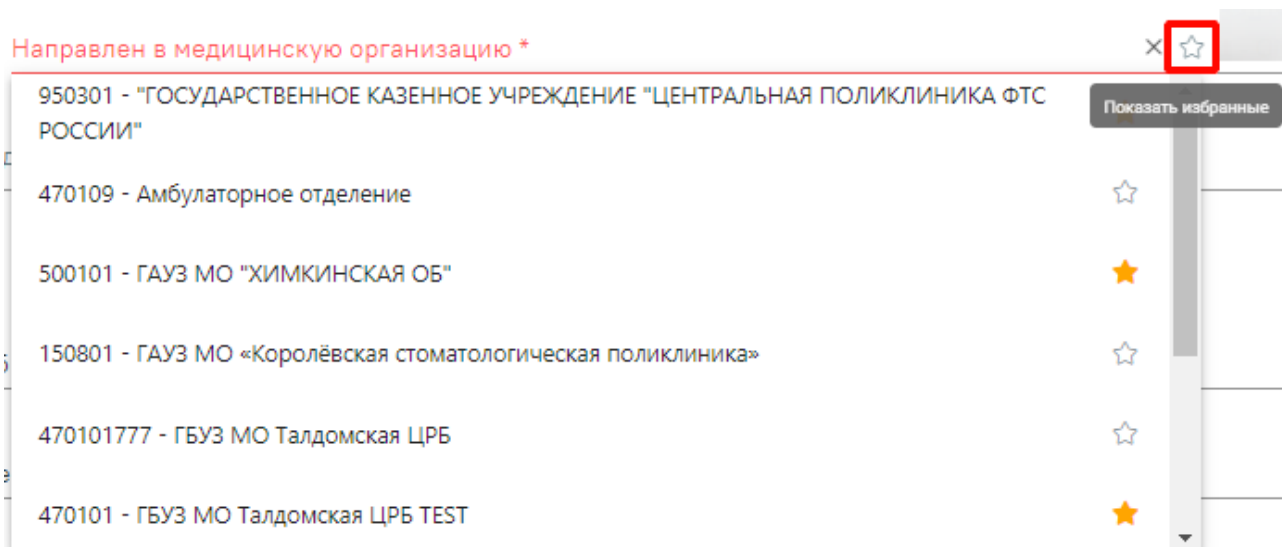 Направлен в медицинскую организацию *
950301 - "ГОСУДАРСТВЕННОЕ КАЗЕННОЕ УЧРЕЖДЕНИЕ "ЦЕНТРАЛЬНАЯ ПОЛИКЛИНИКА ФТС
РОССИИ"
Показать избранные
470109 - Амбулаторное отделение
500101 - ГАУЗ МО "ХИМКИНСКАЯ ОБ"
150801 - ГАУЗ МО «Королёвская стоматологическая поликлиника»
470101777 - ГБУЗ МО Талдомская ЦРБ
470101 - ГБУЗ МО Талдомская ЦРБ TEST